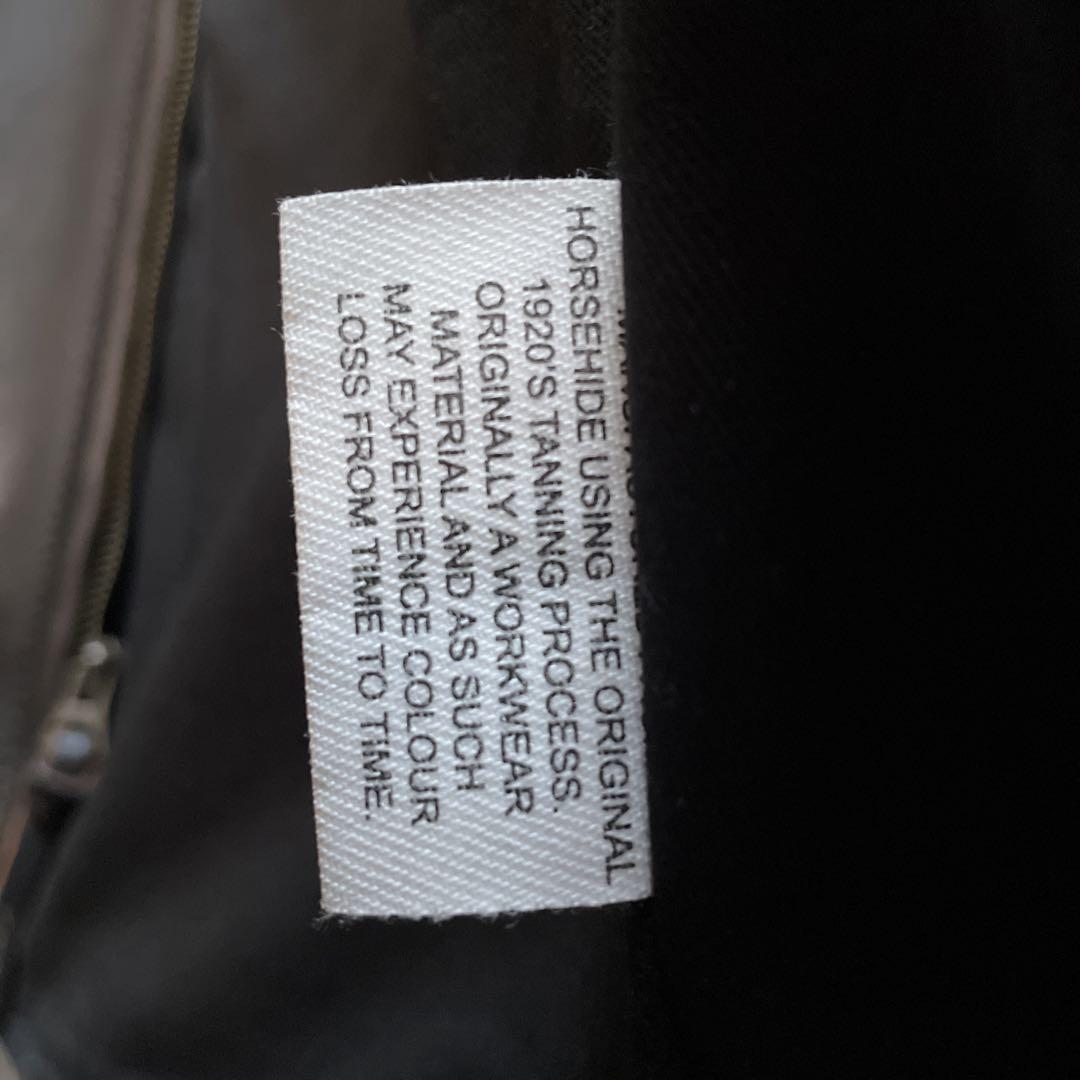 HORSEHIDE USING THE ORIGINAL
1920'S TANNING PROCESS.
ORIGINALLY A WORKWEAR
MATERIAL AND AS SUCH
MAY EXPERIENCE COLOUR
LOSS FROM TIME TO TIME.